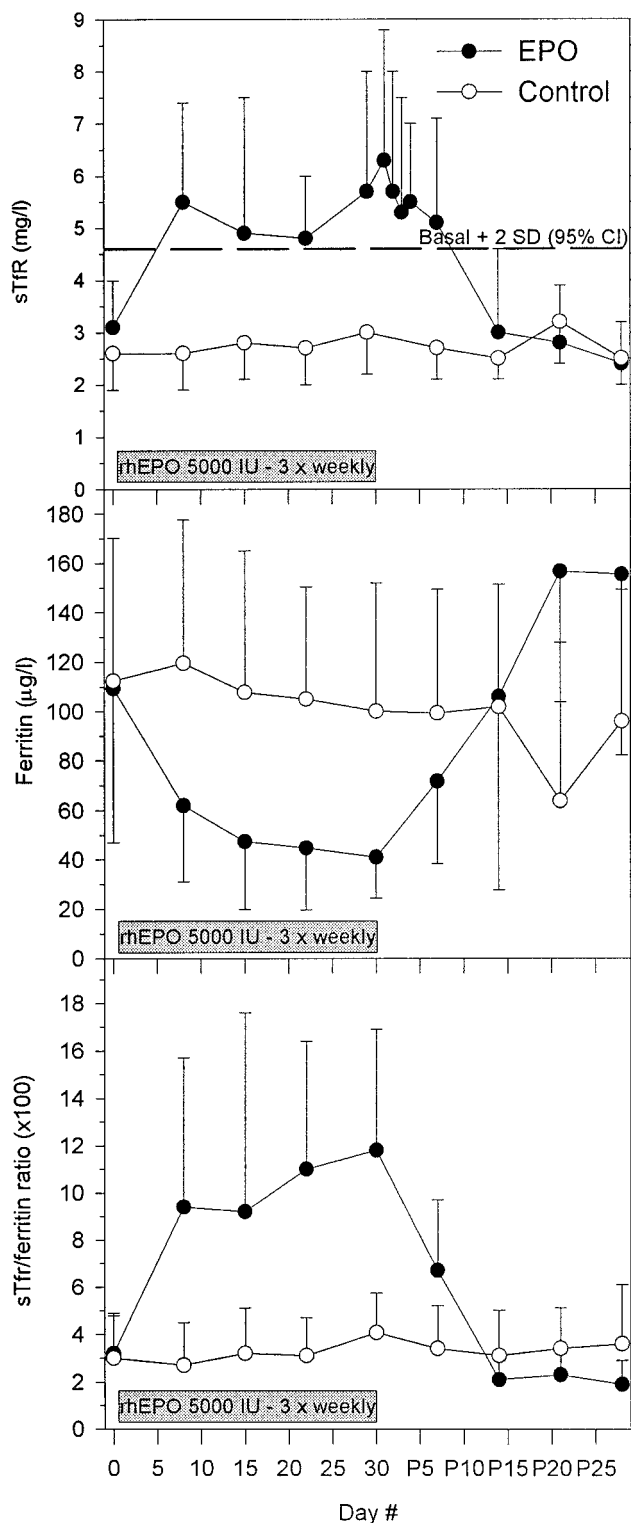 9
8
7
6
5
4
3
2
1
0
sTfR (mg/l)
EPO
Control
Basal + 2 SD (95% CI)
rhEPO 5000 IU - 3 x weekly
180
160
140
120
100
80
60
40
20
0
Ferritin (µg/l)
rhEPO 5000 IU - 3 x weekly
18
16
14
12
10
8
6
4
2
0
sTfr/ferritin ratio (x100)
rhEPO 5000 IU - 3 x weekly
0 5 10 15 20 25 30 P5 P10 P15 P20 P25
Day #